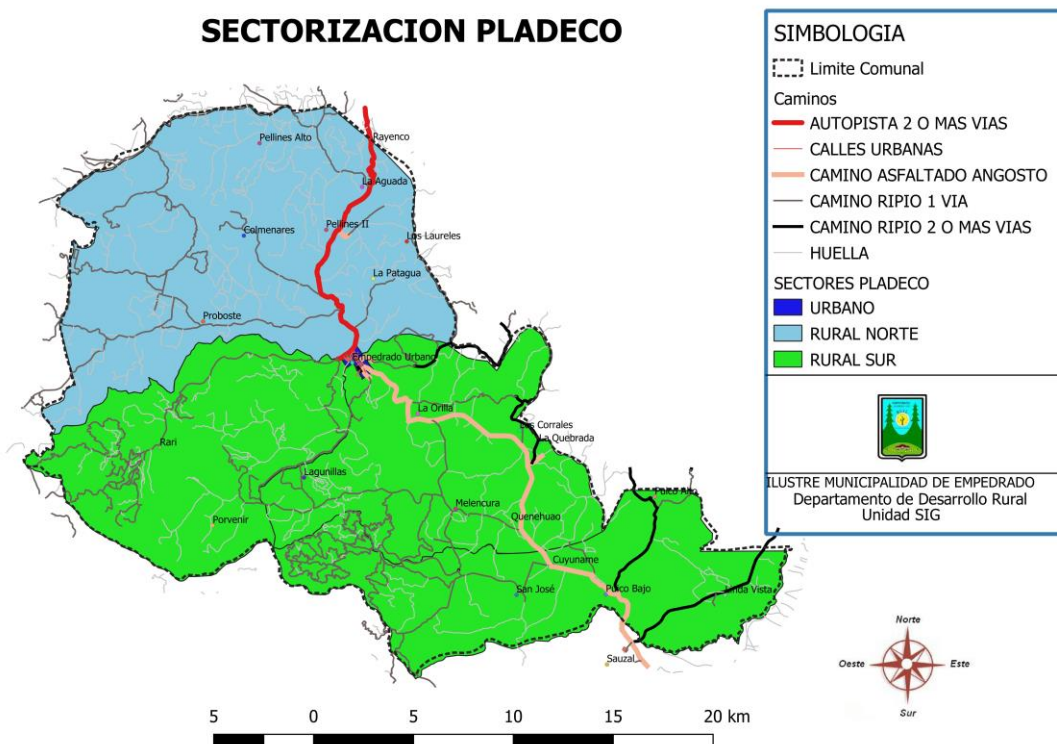 SECTORIZACION PLADECO
SIMBOLOGIA
Limite Comunal
Caminos
AUTOPISTA 2 O MAS VIAS
CALLES URBANAS
CAMINO ASFALTADO ANGOSTO
CAMINO RIPIO 1 VIA
CAMINO RIPIO 2 O MAS VIAS
HUELLA
SECTORES PLADECO
URBANO
RURAL NORTE
RURAL SUR
ILUSTRE MUNICIPALIDAD DE EMPEDRADO
Departamento de Desarrollo Rural
Unidad SIG
Pellines Alto
Rayenco
La Aguada
Colmenares
Pellines II
Los Laureles
La Patagua
Proboste
Empedrado Urbano
La Orilla
Los Corrales
La Quebrada
Rari
Lagunillas
Porvenir
Melencura
Quenehuao
Pulco Alto
Cuyuname
San José
Pulco Bajo
Linda Vista
Sauzal
Norte
Oeste
Este
Sur
5 0 5 10 15 20 km